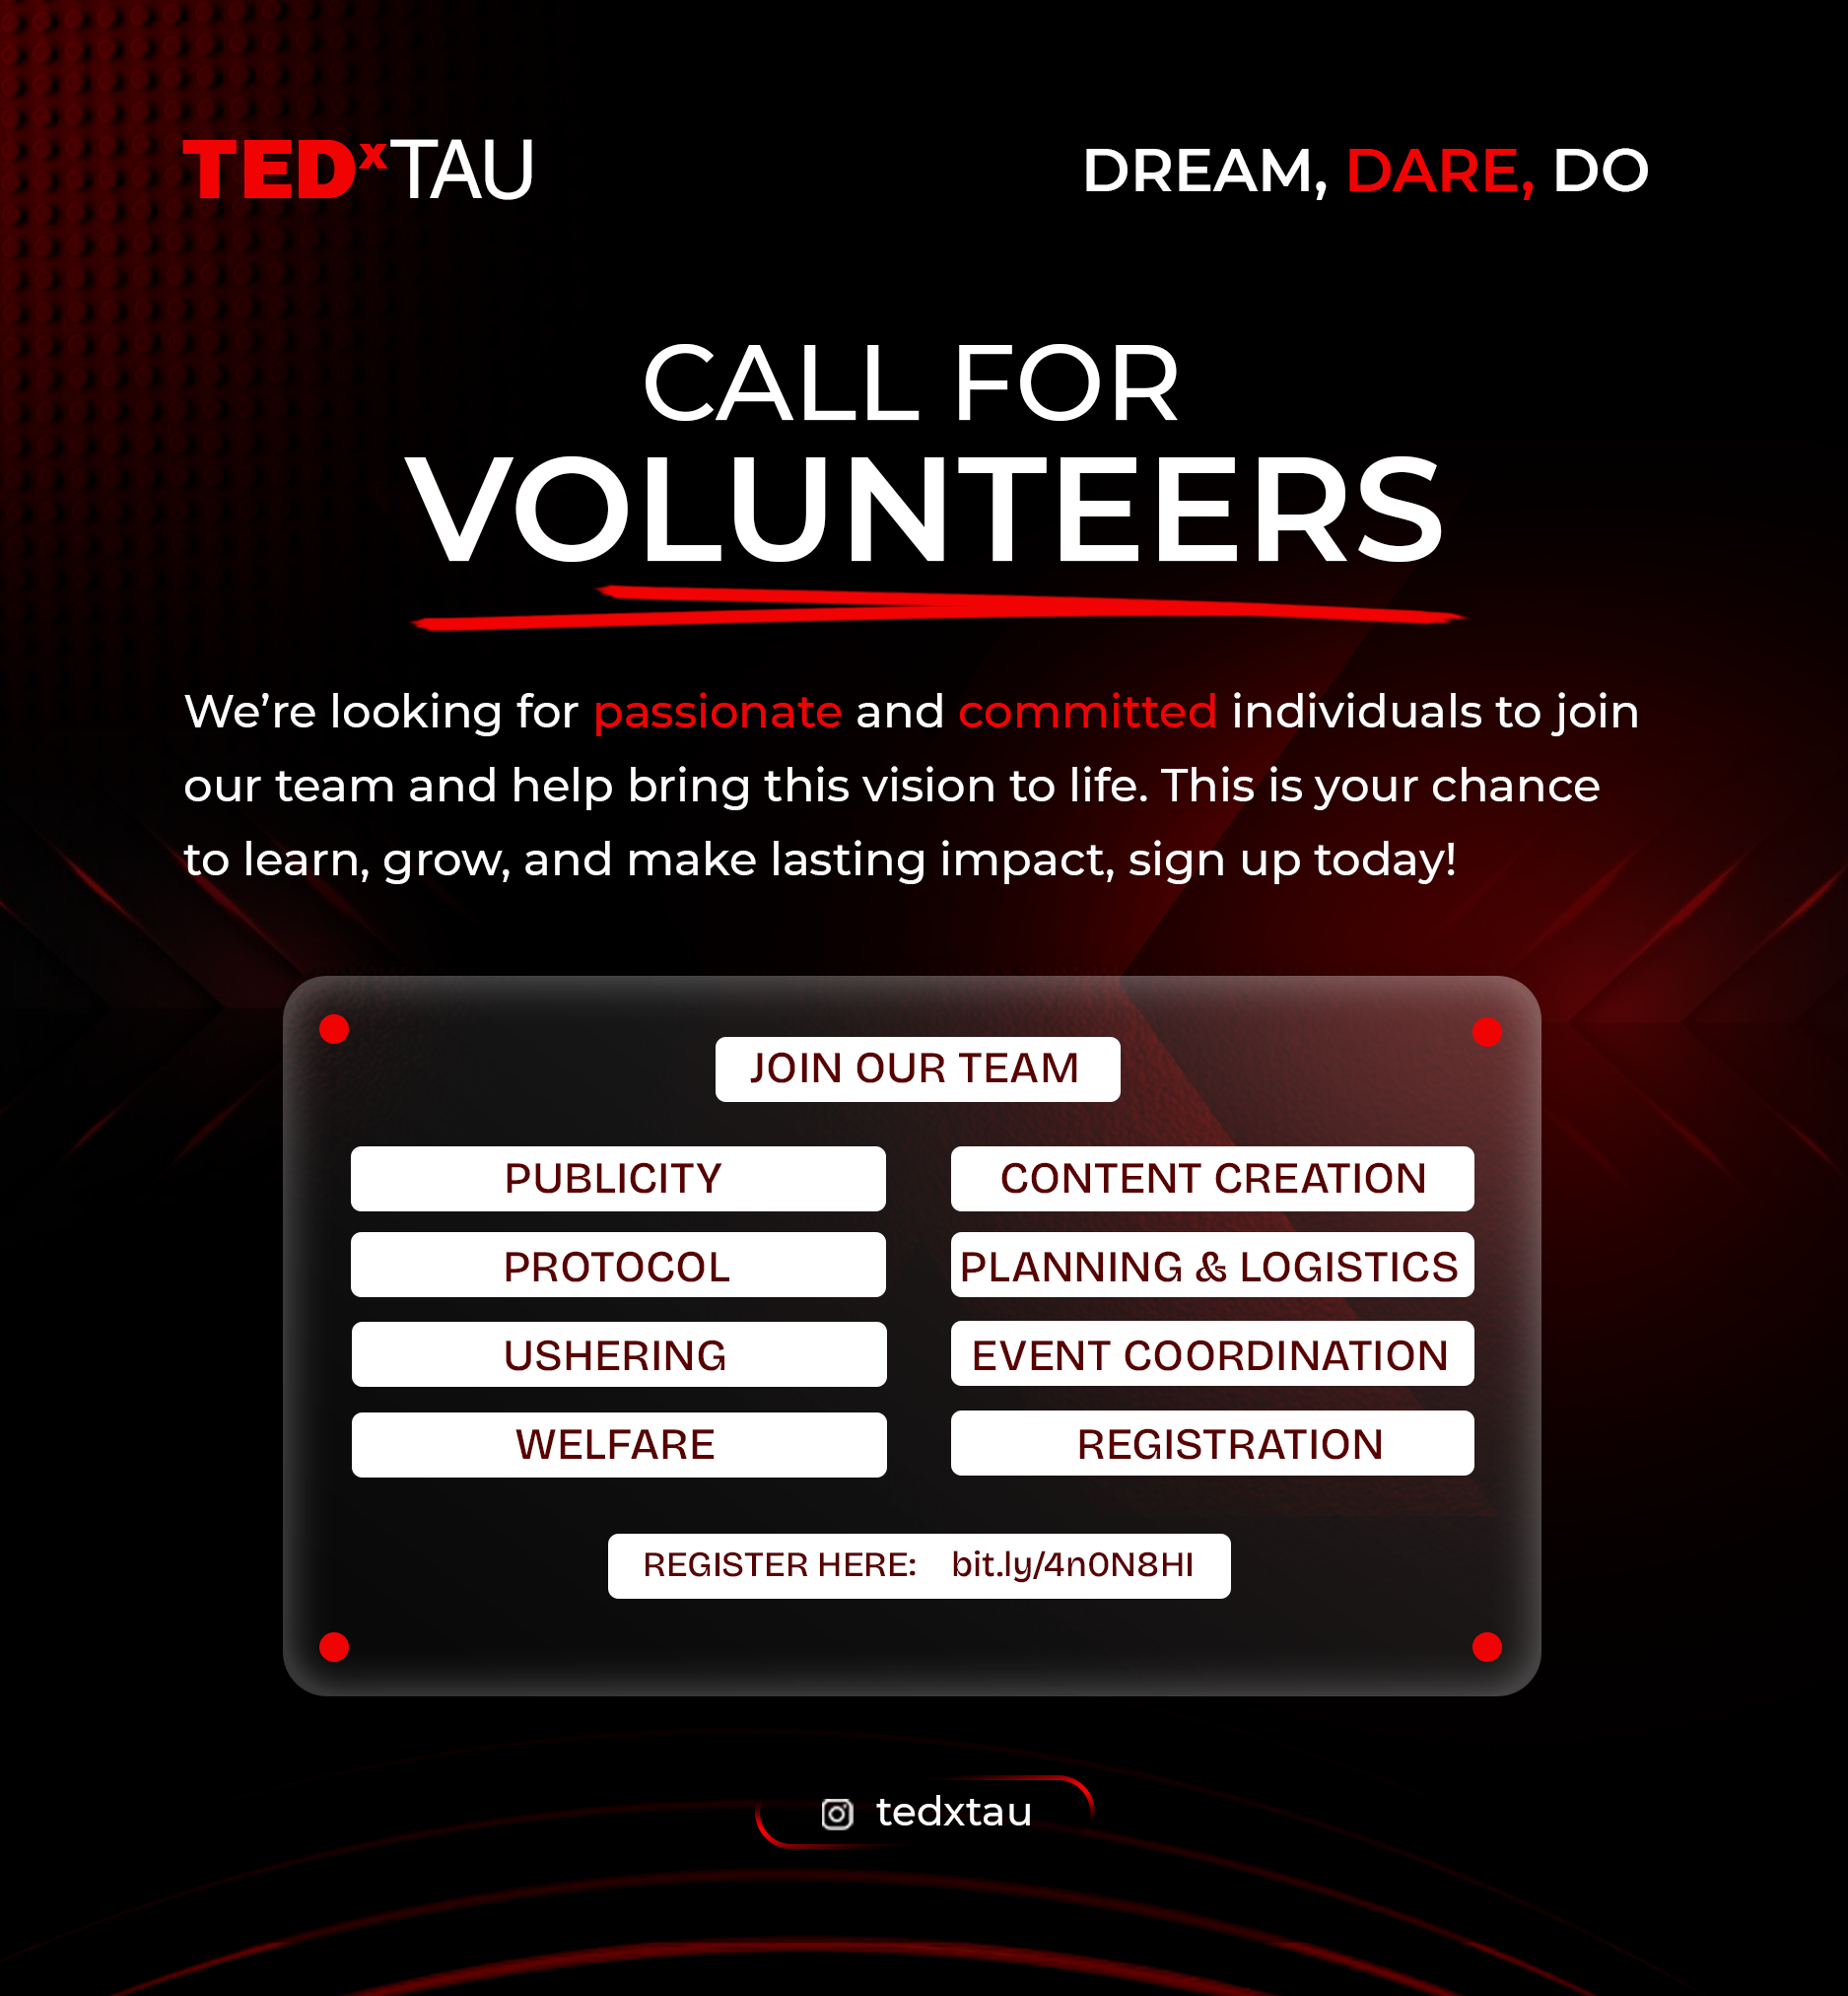 TEDxTAU
DREAM, DARE, DO
CALL FOR
VOLUNTEERS
We’re looking for passionate and committed individuals to join
our team and help bring this vision to life. This is your chance
to learn, grow, and make lasting impact, sign up today!
JOIN OUR TEAM
PUBLICITY
CONTENT CREATION
PROTOCOL
PLANNING & LOGISTICS
USHERING
EVENT COORDINATION
WELFARE
REGISTRATION
REGISTER HERE: bit.ly/4n0N8HI
tedxtau